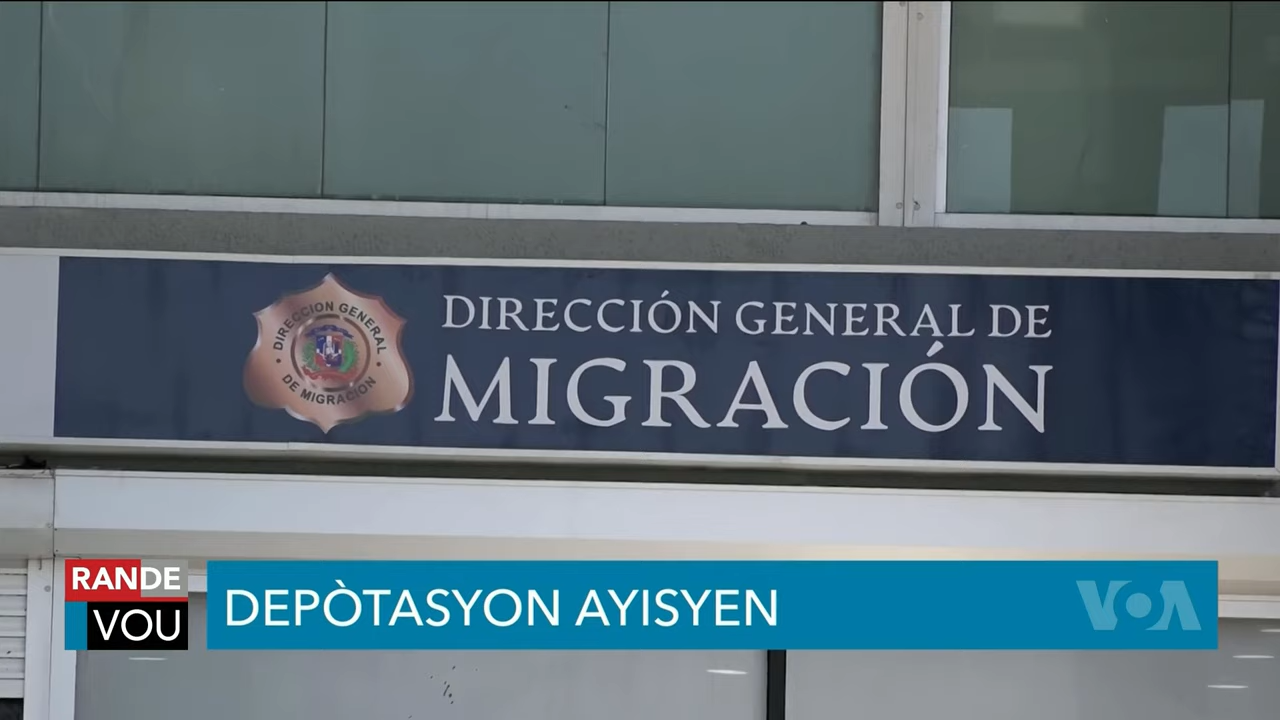 DIRECCION GENERAL
DE MIGRACION
DIRECCIÓN GENERAL DE
MIGRACIÓN
RANDE
VOU
DEPÒTASYON AYISYEN
VOA